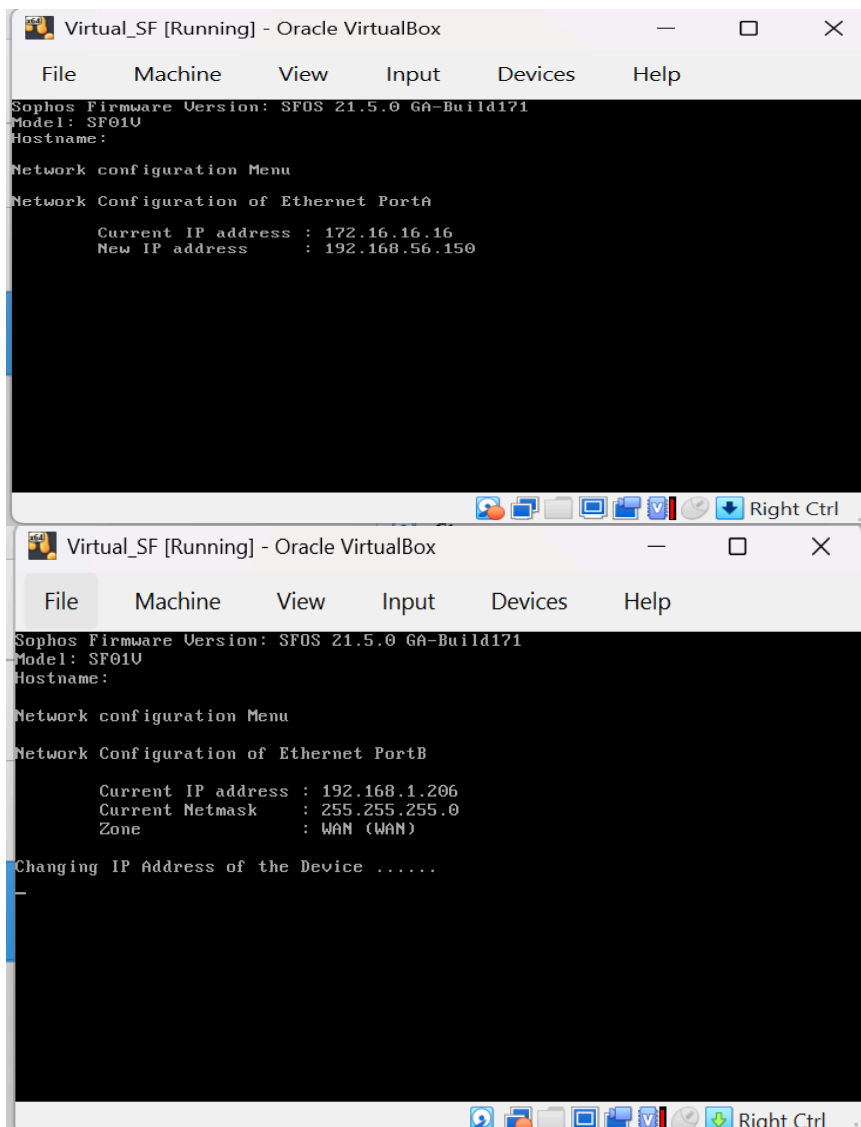 Virtual_SF [Running] - Oracle VirtualBox
File Machine View Input Devices Help
Sophos Firmware Version: SFOS 21.5.0 GA-Build171
Model: SF01V
Hostname:
Network configuration Menu
Network Configuration of Ethernet PortA
Current IP address : 172.16.16.16
New IP address : 192.168.56.150
Right Ctrl
Virtual_SF [Running] - Oracle VirtualBox
File Machine View Input Devices Help
Sophos Firmware Version: SFOS 21.5.0 GA-Build171
Model: SF01V
Hostname:
Network configuration Menu
Network Configuration of Ethernet PortB
Current IP address : 192.168.1.206
Current Netmask : 255.255.255.0
Zone : WAN (WAN)
Changing IP Address of the Device ......
Right Ctrl